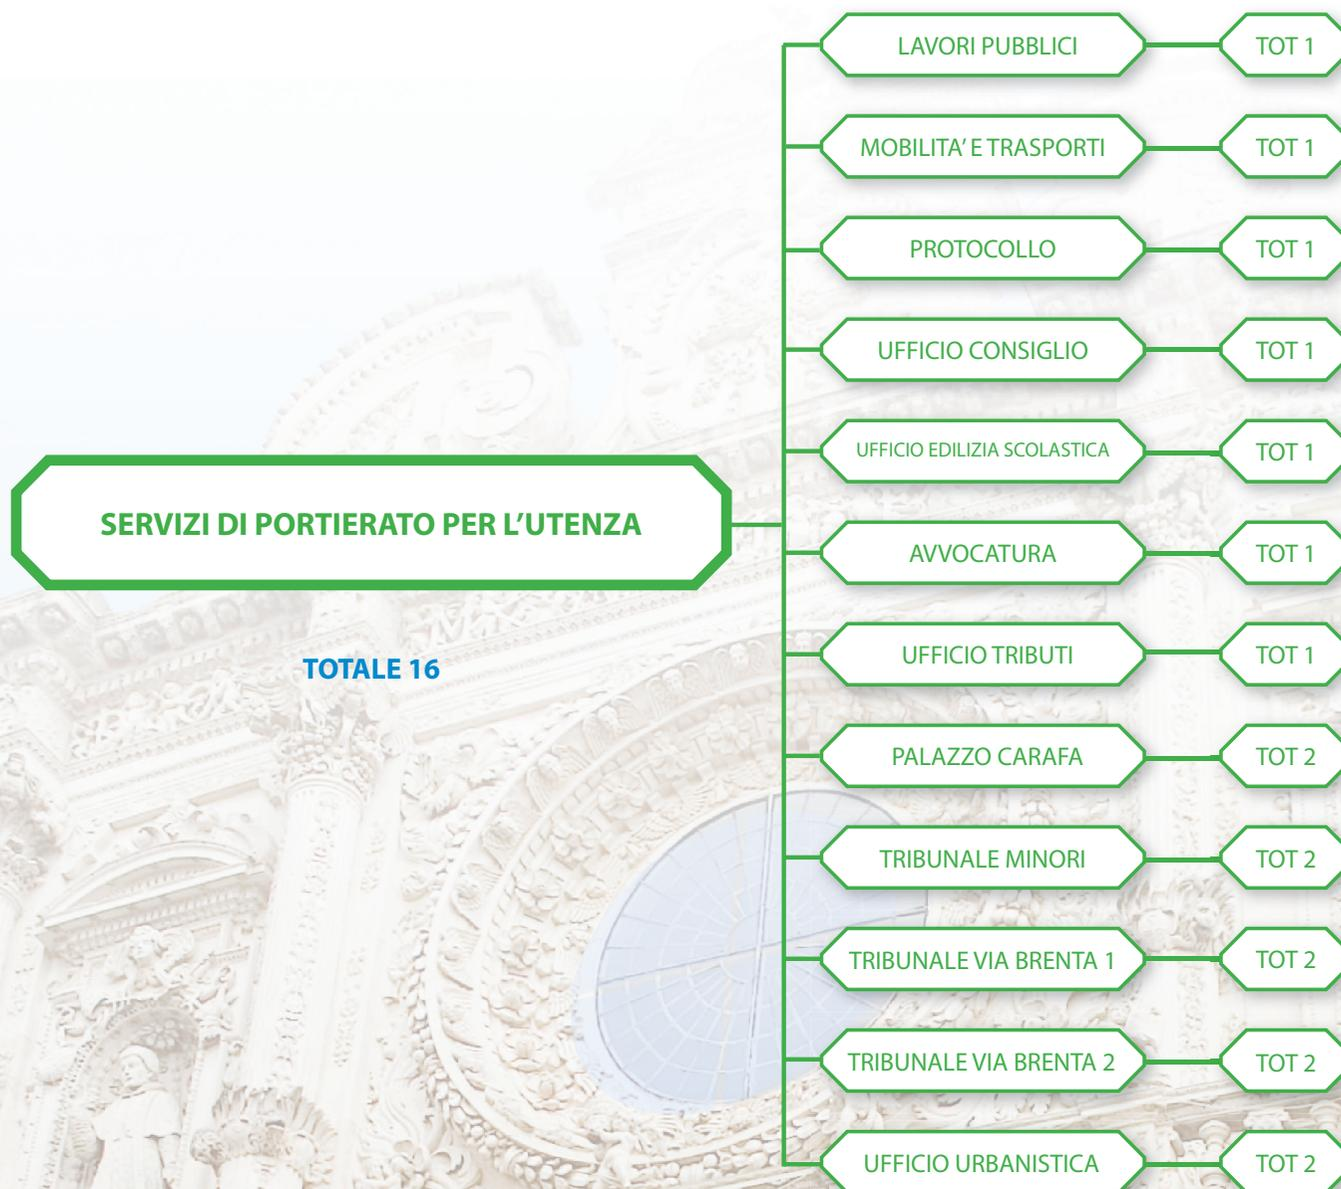 LAVORI PUBBLICI TOT 1
MOBILITA’ E TRASPORTI TOT 1
PROTOCOLLO TOT 1
UFFICIO CONSIGLIO TOT 1
UFFICIO EDILIZIA SCOLASTICA TOT 1
SERVIZI DI PORTIERATO PER L’UTENZA
AVVOCATURA TOT 1
UFFICIO TRIBUTI TOT 1
TOTALE 16
PALAZZO CARAFA TOT 2
TRIBUNALE MINORI TOT 2
TRIBUNALE VIA BRENTA 1 TOT 2
TRIBUNALE VIA BRENTA 2 TOT 2
UFFICIO URBANISTICA TOT 2